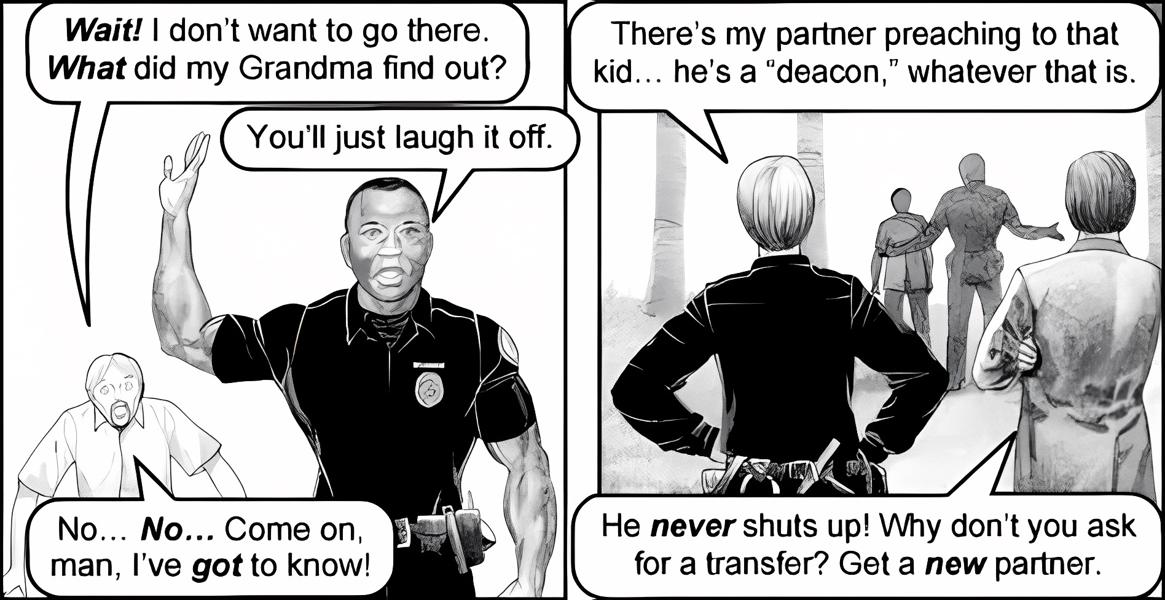 Wait! I don't want to go there.
What did my Grandma find out?
You'll just laugh it off.
No... No... Come on,
man, I've got to know!
There's my partner preaching to that
kid... he's a "deacon," whatever that is.
He never shuts up! Why don't you ask
for a transfer? Get a new partner.